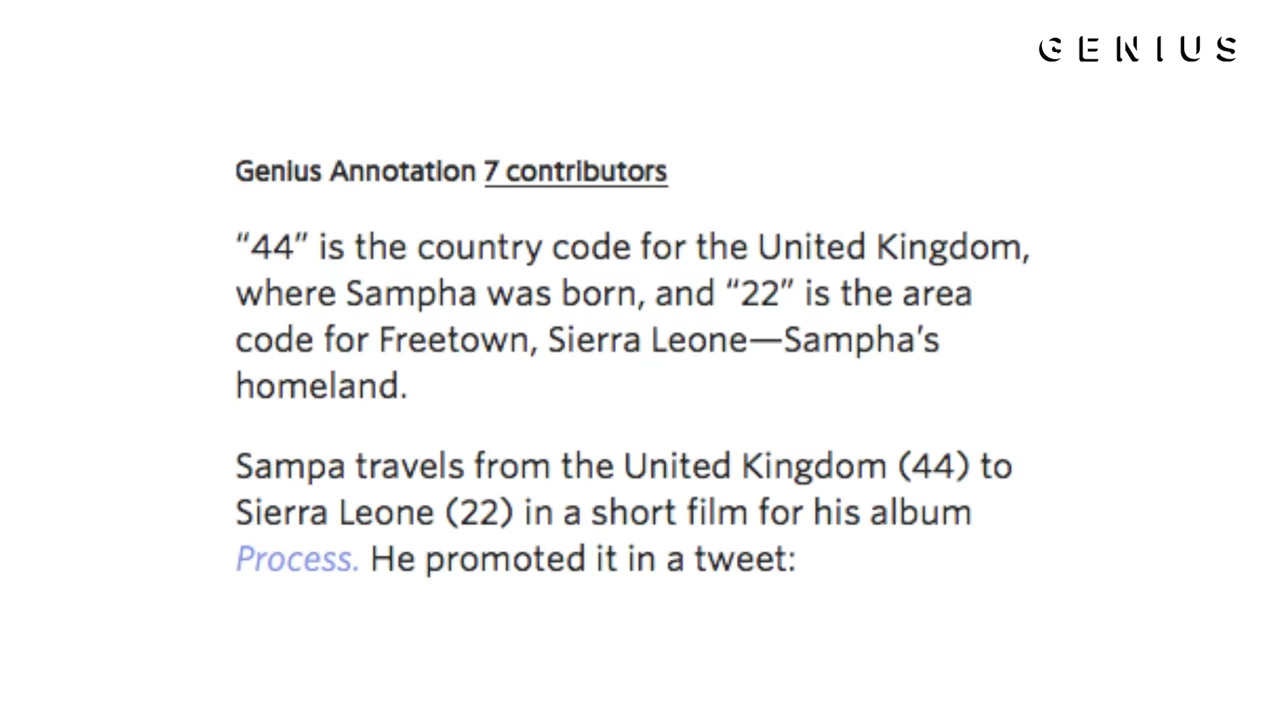 GENIUS
Genius Annotation 7 contributors
“44” is the country code for the United Kingdom,
where Sampha was born, and “22” is the area
code for Freetown, Sierra Leone—Sampha’s
homeland.
Sampa travels from the United Kingdom (44) to
Sierra Leone (22) in a short film for his album
Process. He promoted it in a tweet: